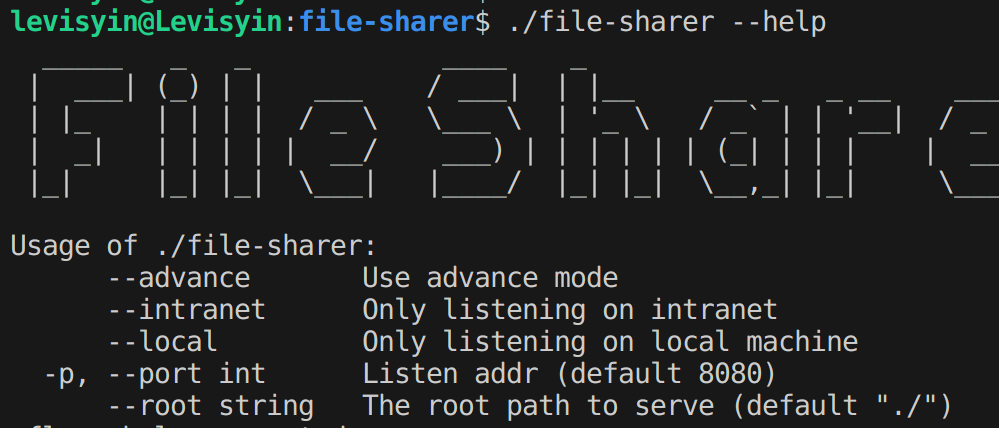 levisyin@Levisyin:file-sharer$ ./file-sharer --help
File Share
Usage of ./file-sharer:
--advance Use advance mode
--intranet Only listening on intranet
--local Only listening on local machine
-p, --port int Listen addr (default 8080)
--root string The root path to serve (default "./")